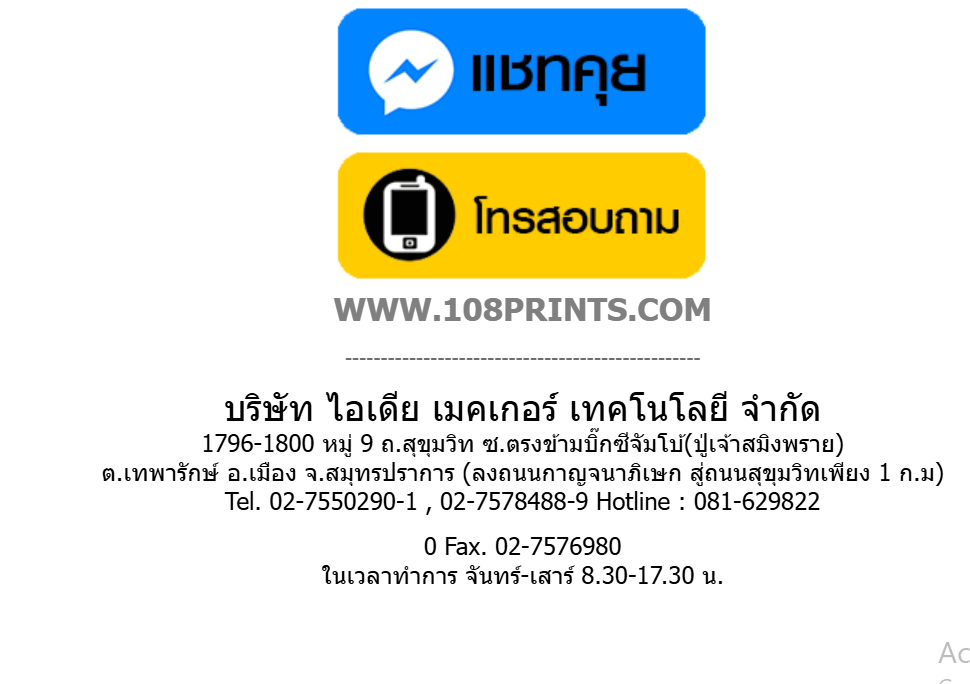 แชทคุย
โทรสอบถาม
WWW.108PRINTS.COM
---------------------------------------------------
บริษัท ไอเดีย เมคเกอร์ เทคโนโลยี จำกัด
1796-1800 หมู่ 9 ถ.สุขุมวิท ซ.ตรงข้ามบิ๊กซีจัมโบ้(ปู่เจ้าสมิงพราย)
ต.เทพารักษ์ อ.เมือง จ.สมุทรปราการ (ลงถนนกาญจนาภิเษก สู่ถนนสุขุมวิทเพียง 1 ก.ม)
Tel. 02-7550290-1 , 02-7578488-9 Hotline : 081-629822
0 Fax. 02-7576980
ในเวลาทำการ จันทร์-เสาร์ 8.30-17.30 น.
Ac